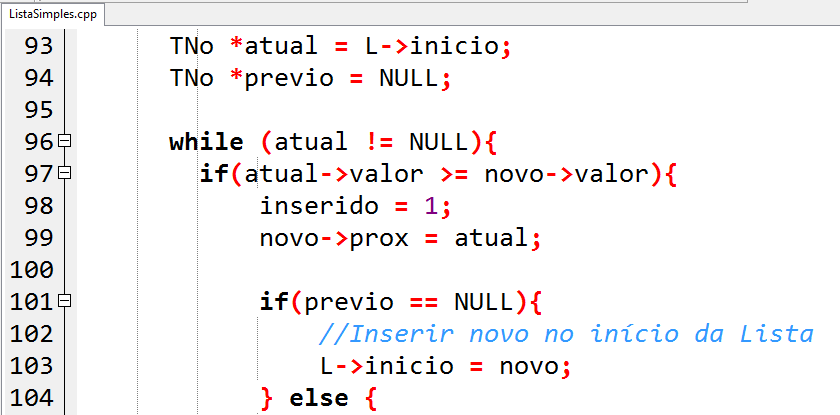 ListaSimples.cpp
93 TNo *atual = L->inicio;
94 TNo *previo = NULL;
95
96 while (atual != NULL){
97 if(atual->valor >= novo->valor){
98 inserido = 1;
99 novo->prox = atual;
100
101 if(previo == NULL){
102 //Inserir novo no início da Lista
103 L->inicio = novo;
104 } else {